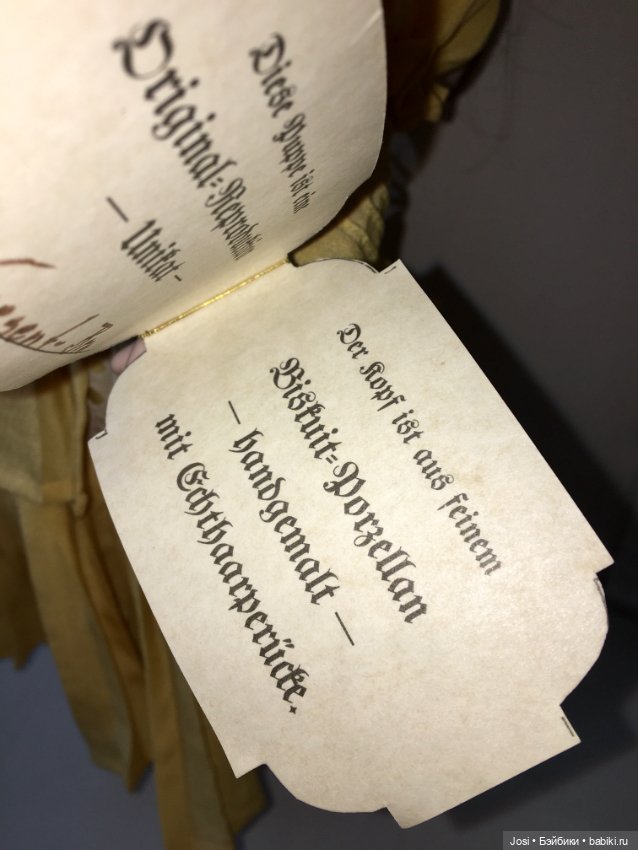 Diese Puppe ist ein
Original-Reproduktion
— Unikat —
Der Kopf ist aus feinem
Biskuit-Porzellan
— handgemalt —
mit Echthaarperücke.
Josi • Бэйбики • babiki.ru